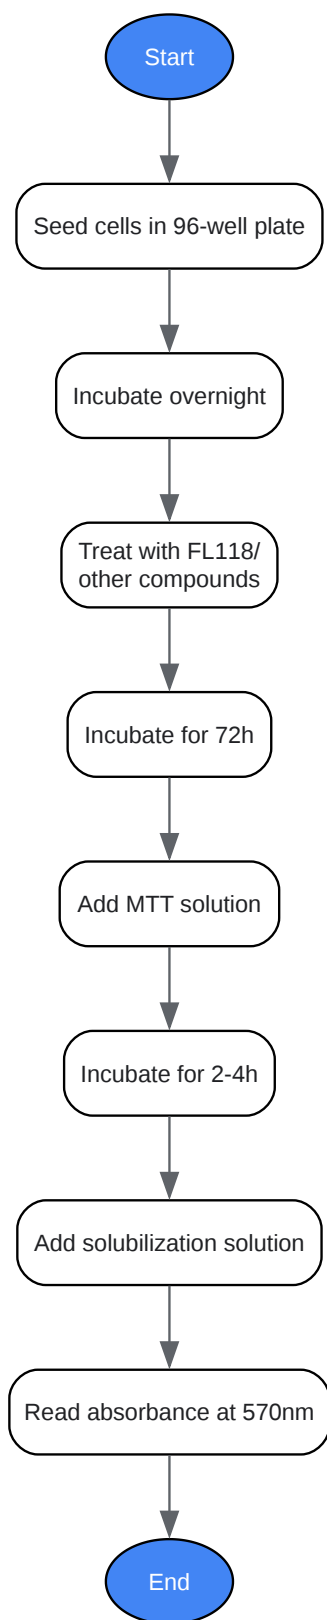 Start
Seed cells in 96-well plate
Incubate overnight
Treat with FL118/
other compounds
Incubate for 72h
Add MTT solution
Incubate for 2-4h
Add solubilization solution
Read absorbance at 570nm
End